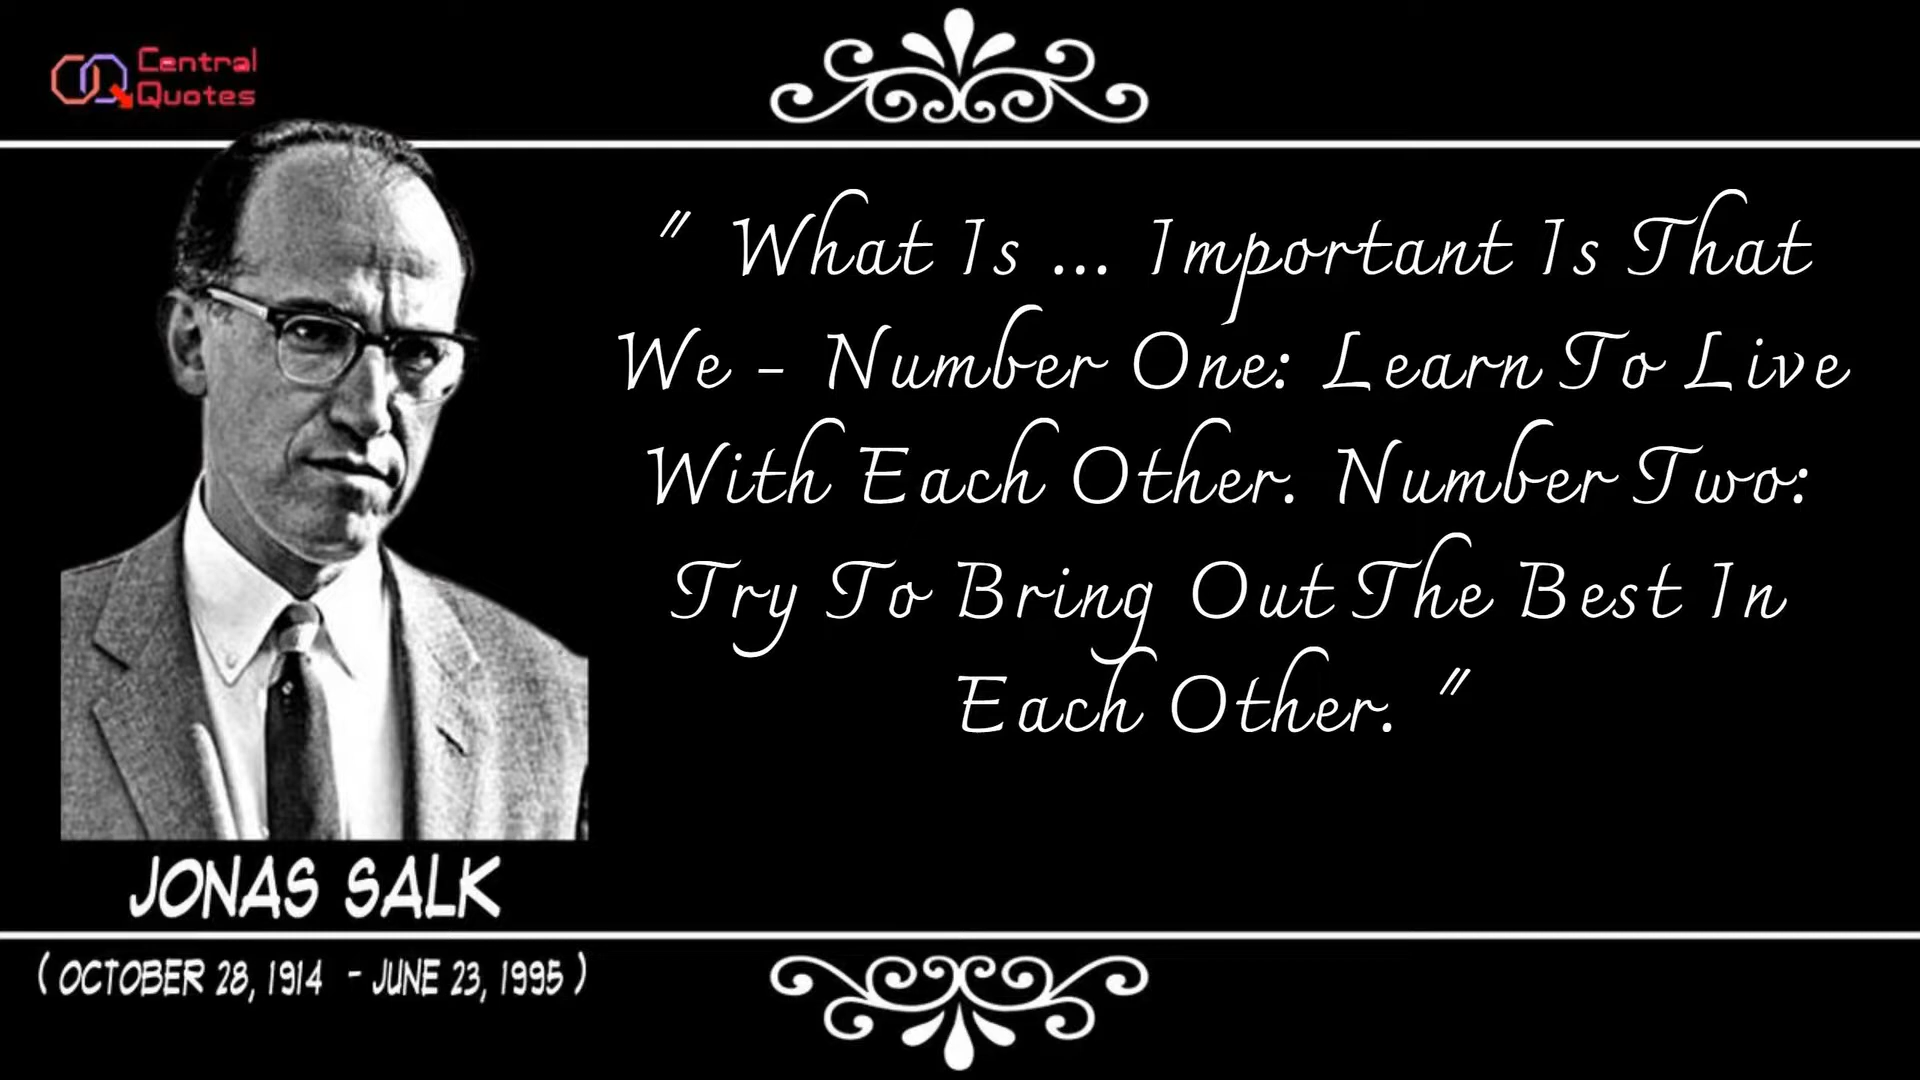 Central
Quotes
" What Is ... Important Is That
We - Number One: Learn To Live
With Each Other. Number Two:
Try To Bring Out The Best In
Each Other. "
JONAS SALK
( OCTOBER 28, 1914 - JUNE 23, 1995 )